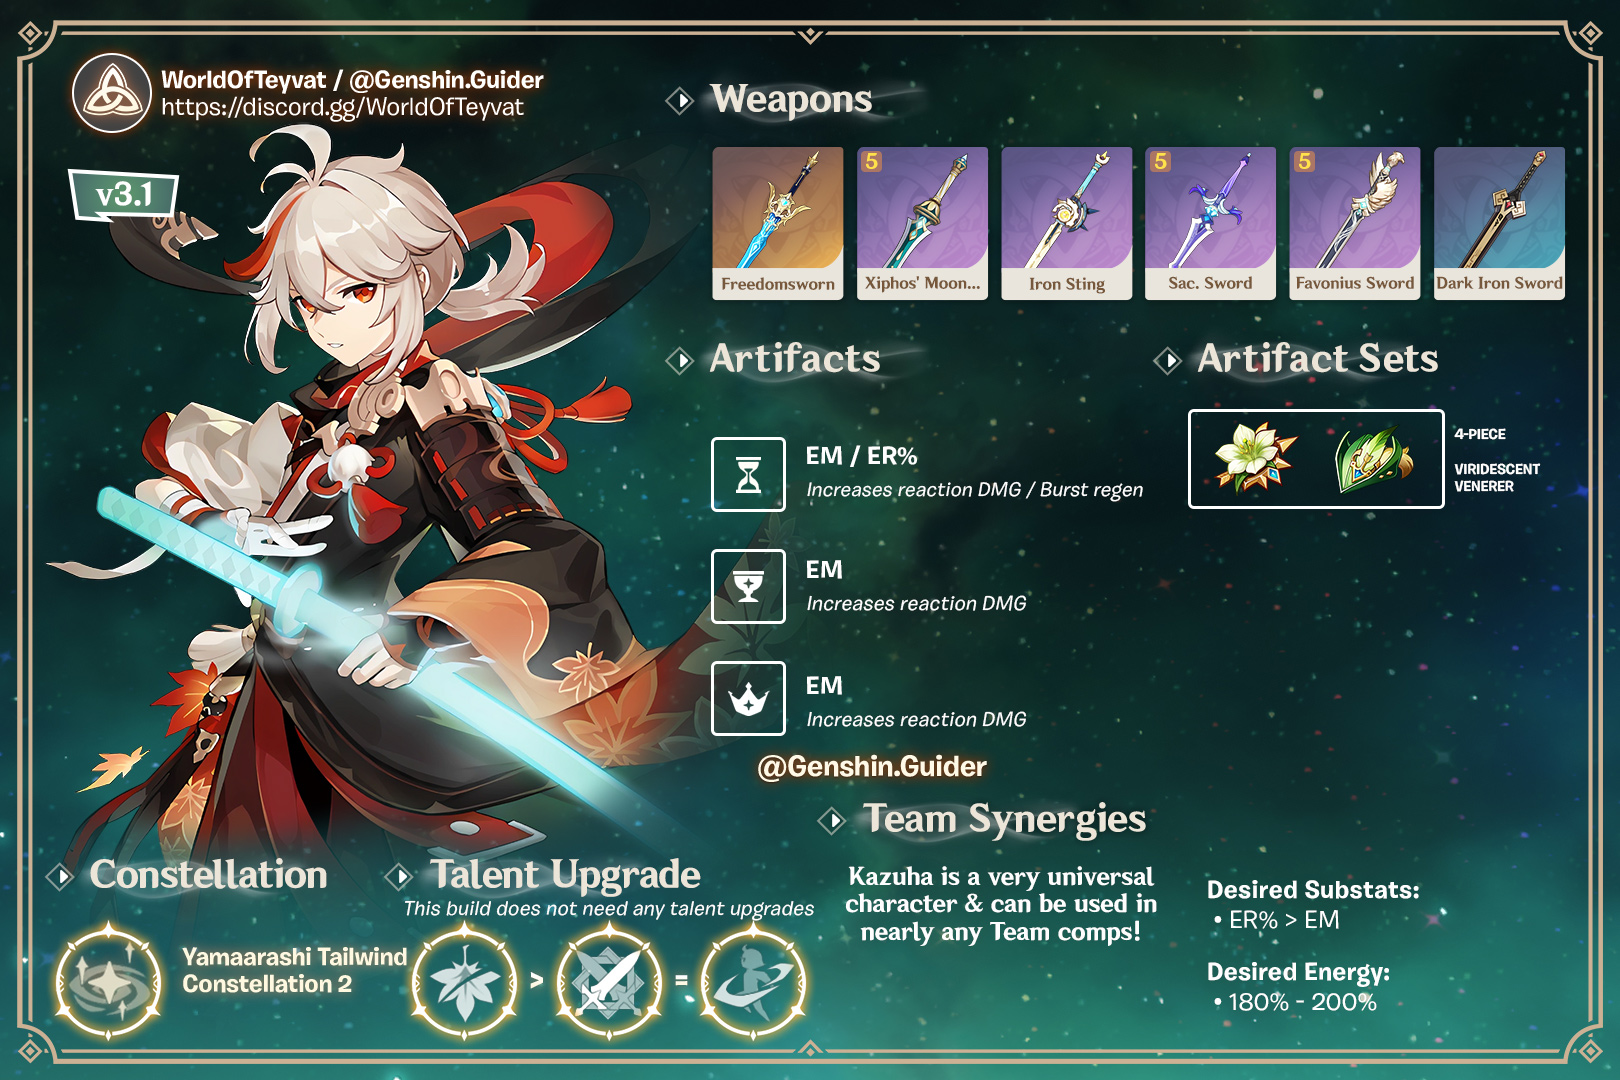 WorldOfTeyvat / @Genshin.Guider
https://discord.gg/WorldOfTeyvat
v3.1
Weapons
5
5
5
Freedomsworn
Xiphos' Moon...
Iron Sting
Sac. Sword
Favonius Sword
Dark Iron Sword
Artifacts
EM / ER%
Increases reaction DMG / Burst regen
EM
Increases reaction DMG
EM
Increases reaction DMG
@Genshin.Guider
Artifact Sets
4-PIECE
VIRIDESCENT
VENERER
Constellation
Yamaarashi Tailwind
Constellation 2
Talent Upgrade
This build does not need any talent upgrades
> =
Team Synergies
Kazuha is a very universal
character & can be used in
nearly any Team comps!
Desired Substats:
• ER% > EM
Desired Energy:
• 180% - 200%